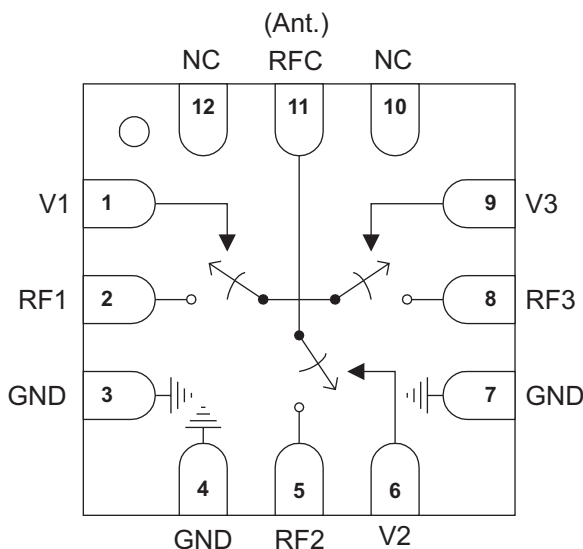 (Ant.)
NC RFC NC
12 11 10
V1 1 9 V3
RF1 2 8 RF3
GND 3 7 GND
4 5 6
GND RF2 V2